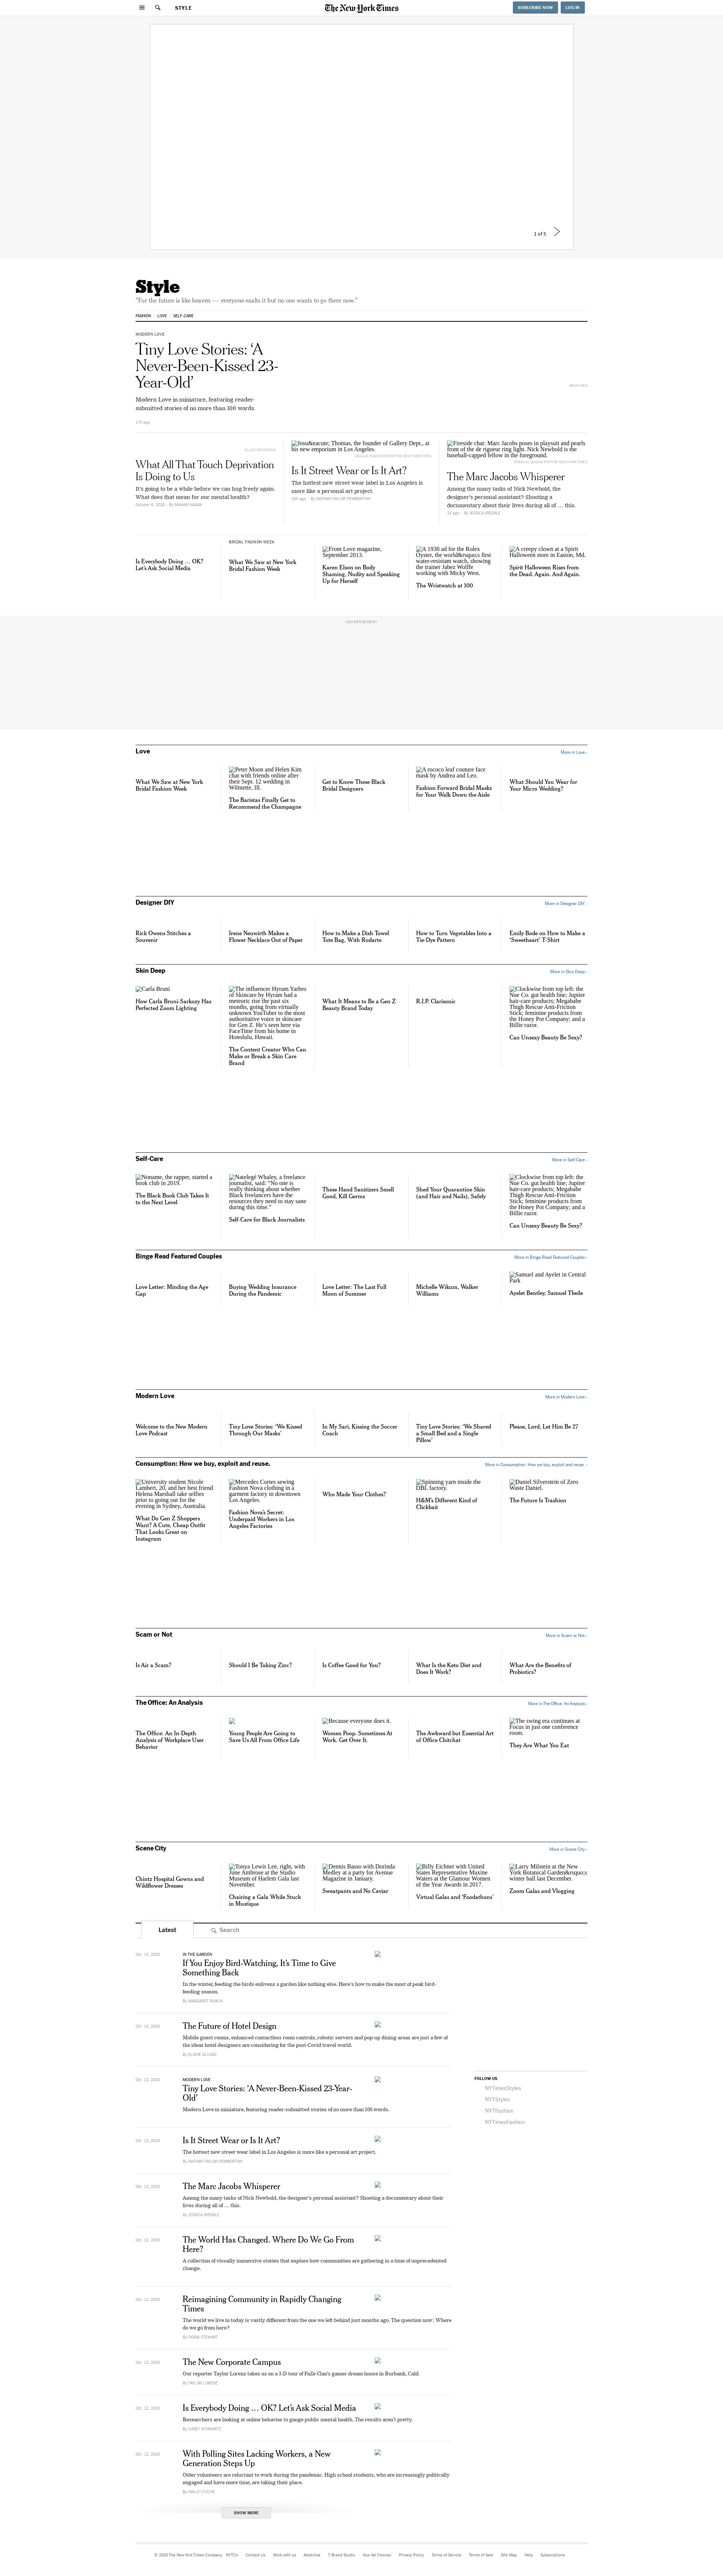 STYLE
The New York Times
SUBSCRIBE NOW
LOG IN
1 of 5
Style
"For the future is like heaven — everyone exalts it but no one wants to go there now."
FASHION LOVE SELF-CARE
MODERN LOVE
Tiny Love Stories: ‘A
Never-Been-Kissed 23-
Year-Old’
Modern Love in miniature, featuring reader-
submitted stories of no more than 100 words.
17h ago
What All That Touch Deprivation
Is Doing to Us
It’s going to be a while before we can hug freely again.
What does that mean for our mental health?
October 6, 2020 - By MAHAM HASAN
Jos&eacute; Thomas, the founder of Gallery Dept., at
his new emporium in Los Angeles.
Is It Street Wear or Is It Art?
The hottest new street wear label in Los Angeles is
more like a personal art project.
20h ago - By NATHAN TAYLOR PEMBERTON
Fireside chat: Marc Jacobs poses in playsuit and pearls
in front of the rigueur ring light. Nick Newbold is the
baseball-capped fellow in the foreground.
The Marc Jacobs Whisperer
Among the many tasks of Nick Newbold, the
designer’s personal assistant? Shooting a
documentary about their lives during all of … this.
1d ago - By JESSICA IREDALE
Is Everybody Doing … OK?
Let’s Ask Social Media
BRIDAL FASHION WEEK
What We Saw at New York
Bridal Fashion Week
From Love magazine,
September 2013.
Karen Elson on Body
Shaming, Nudity and Speaking
Up for Herself
A 1930 ad for the Rolex
Oyster, the world&rsquo;s first
water-resistant watch, showing
the trainer Jabez Wolffe
working with Micky West.
The Wristwatch at 100
A creepy clown at a Spirit
Halloween store in Easton, Md.
Spirit Halloween Rises from
the Dead. Again. And Again.
ADVERTISEMENT
Love
More in Love ›
What We Saw at New York
Bridal Fashion Week
Peter Moon and Helen Kim
chat with friends online after
their Sept. 12 wedding in
Wilmette, Ill.
The Baristas Finally Get to
Recommend the Champagne
Get to Know These Black
Bridal Designers
A rococo leaf couture face
mask by Andrea and Leo.
Fashion Forward Bridal Masks
for Your Walk Down the Aisle
What Should You Wear for
Your Micro Wedding?
Designer DIY
More in Designer DIY ›
Rick Owens Stitches a
Souvenir
Irene Neuwirth Makes a
Flower Necklace Out of Paper
How to Make a Dish Towel
Tote Bag, With Rodarte
How to Turn Vegetables Into a
Tie-Dye Pattern
Emily Bode on How to Make a
‘Sweetheart’ T-Shirt
Skin Deep
More in Skin Deep ›
Carla Bruni
How Carla Bruni-Sarkozy Has
Perfected Zoom Lighting
The influencer Hyram Yarbro
of Skincare by Hyram had a
meteoric rise the past six
months, going from virtually
unknown YouTuber to the most
authoritative voice in skincare
for Gen Z. He’s seen here via
FaceTime from his home in
Honolulu, Hawaii.
The Content Creator Who Can
Make or Break a Skin Care
Brand
What It Means to Be a Gen Z
Beauty Brand Today
R.I.P. Clarisonic
Clockwise from top left: the
Nue Co. gut health line; Jupiter
hair-care products; Megababe
Thigh Rescue Anti-Friction
Stick; feminine products from
the Honey Pot Company; and a
Billie razor.
Can Unsexy Beauty Be Sexy?
Self-Care
More in Self-Care ›
Noname, the rapper, started a
book club in 2019.
The Black Book Club Takes It
to the Next Level
Natelegé Whaley, a freelance
journalist, said: “No one is
really thinking about whether
Black freelancers have the
resources they need to stay sane
during this time.”
Self-Care for Black Journalists
These Hand Sanitizers Smell
Good, Kill Germs
Shed Your Quarantine Skin
(and Hair and Nails), Safely
Clockwise from top left: the
Nue Co. gut health line; Jupiter
hair-care products; Megababe
Thigh Rescue Anti-Friction
Stick; feminine products from
the Honey Pot Company; and a
Billie razor.
Can Unsexy Beauty Be Sexy?
Binge Read Featured Couples
More in Binge Read Featured Couples ›
Love Letter: Minding the Age
Gap
Buying Wedding Insurance
During the Pandemic
Love Letter: The Last Full
Moon of Summer
Michelle Wikum, Walker
Williams
Samuel and Ayelet in Central
Park
Ayelet Bentley, Samuel Tbeile
Modern Love
More in Modern Love ›
Welcome to the New Modern
Love Podcast
Tiny Love Stories: ‘We Kissed
Through Our Masks’
In My Sari, Kissing the Soccer
Coach
Tiny Love Stories: ‘We Shared
a Small Bed and a Single
Pillow’
Please, Lord, Let Him Be 27
Consumption: How we buy, exploit and reuse.
More in Consumption: How we buy, exploit and reuse. ›
University student Nicole
Lambert, 20, and her best friend
Helena Marshall take selfies
prior to going out for the
evening in Sydney, Australia.
What Do Gen Z Shoppers
Want? A Cute, Cheap Outfit
That Looks Great on
Instagram
Mercedes Cortes sewing
Fashion Nova clothing in a
garment factory in downtown
Los Angeles.
Fashion Nova’s Secret:
Underpaid Workers in Los
Angeles Factories
Who Made Your Clothes?
Spinning yarn inside the
DBL factory.
H&M’s Different Kind of
Clickbait
Daniel Silverstein of Zero
Waste Daniel.
The Future Is Trashion
Scam or Not
More in Scam or Not ›
Is Air a Scam?
Should I Be Taking Zinc?
Is Coffee Good for You?
What Is the Keto Diet and
Does It Work?
What Are the Benefits of
Probiotics?
The Office: An Analysis
More in The Office: An Analysis ›
The Office: An In-Depth
Analysis of Workplace User
Behavior
Young People Are Going to
Save Us All From Office Life
Because everyone does it.
Women Poop. Sometimes At
Work. Get Over It.
The Awkward but Essential Art
of Office Chitchat
The swing era continues at
Focus in just one conference
room.
They Are What You Eat
Scene City
More in Scene City ›
Chintz Hospital Gowns and
Wildflower Dresses
Tonya Lewis Lee, right, with
June Ambrose at the Studio
Museum of Harlem Gala last
November.
Chairing a Gala While Stuck
in Mustique
Dennis Basso with Dorinda
Medley at a party for Avenue
Magazine in January.
Sweatpants and No Caviar
Billy Eichner with United
States Representative Maxine
Waters at the Glamour Women
of the Year Awards in 2017.
Virtual Galas and ‘Foodathons’
Larry Milstein at the New
York Botanical Garden&rsquo;s
winter ball last December.
Zoom Galas and Vlogging
Latest
Search
Oct. 14, 2020
IN THE GARDEN
If You Enjoy Bird-Watching, It’s Time to Give
Something Back
In the winter, feeding the birds enlivens a garden like nothing else. Here’s how to make the most of peak bird-
feeding season.
By MARGARET ROACH
Oct. 14, 2020
The Future of Hotel Design
Mobile guest rooms, enhanced contactless room controls, robotic servers and pop-up dining areas are just a few of
the ideas hotel designers are considering for the post-Covid travel world.
By ELAINE GLUSAC
Oct. 13, 2020
MODERN LOVE
Tiny Love Stories: ‘A Never-Been-Kissed 23-Year-
Old’
Modern Love in miniature, featuring reader-submitted stories of no more than 100 words.
Oct. 13, 2020
Is It Street Wear or Is It Art?
The hottest new street wear label in Los Angeles is more like a personal art project.
By NATHAN TAYLOR PEMBERTON
Oct. 13, 2020
The Marc Jacobs Whisperer
Among the many tasks of Nick Newbold, the designer’s personal assistant? Shooting a documentary about their
lives during all of … this.
By JESSICA IREDALE
Oct. 12, 2020
The World Has Changed. Where Do We Go From
Here?
A collection of visually immersive stories that explore how communities are gathering in a time of unprecedented
change.
Oct. 12, 2020
Reimagining Community in Rapidly Changing
Times
The world we live in today is vastly different from the one we left behind just months ago. The question now: Where
do we go from here?
By DODAI STEWART
Oct. 12, 2020
The New Corporate Campus
Our reporter Taylor Lorenz takes us on a 3-D tour of FaZe Clan’s gamer dream house in Burbank, Calif.
By TAYLOR LORENZ
Oct. 12, 2020
Is Everybody Doing … OK? Let’s Ask Social Media
Researchers are looking at online behavior to gauge public mental health. The results aren’t pretty.
By CASEY SCHWARTZ
Oct. 12, 2020
With Polling Sites Lacking Workers, a New
Generation Steps Up
Older volunteers are reluctant to work during the pandemic. High school students, who are increasingly politically
engaged and have more time, are taking their place.
By HAILEY FUCHS
SHOW MORE
FOLLOW US
NYTimesStyles
NYTStyles
NYTFashion
NYTimesFashion
© 2020 The New York Times Company NYTCo Contact Us Work with us Advertise T Brand Studio Your Ad Choices Privacy Policy Terms of Service Terms of Sale Site Map Help Subscriptions